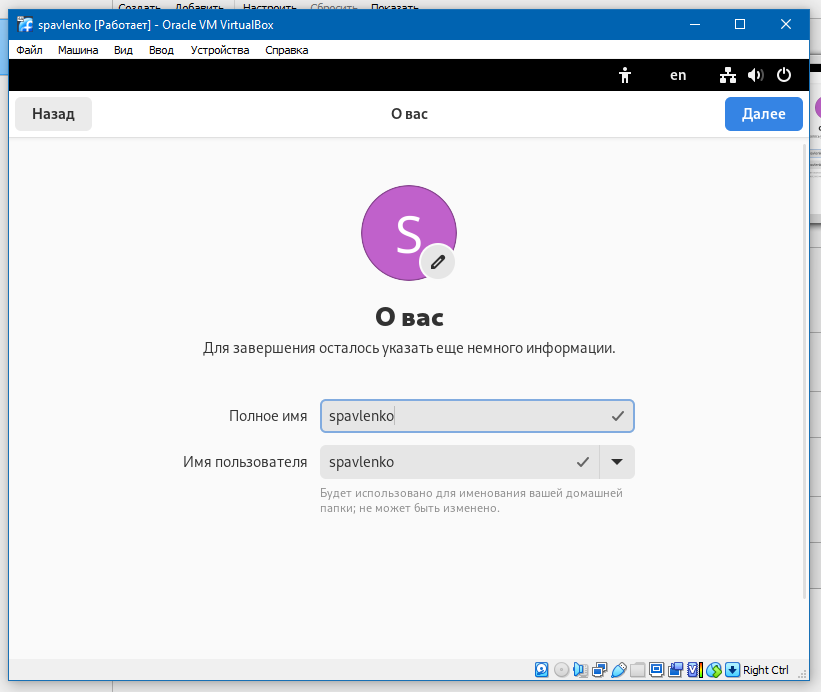 Создать Добавить Настроить Сбросить Показать
spavlenko [Работает] - Oracle VM VirtualBox
Файл Машина Вид Ввод Устройства Справка
en
Назад О вас Далее
S
О вас
Для завершения осталось указать еще немного информации.
Полное имя spavlenko
Имя пользователя spavlenko
Будет использовано для именования вашей домашней
папки; не может быть изменено.
Right Ctrl